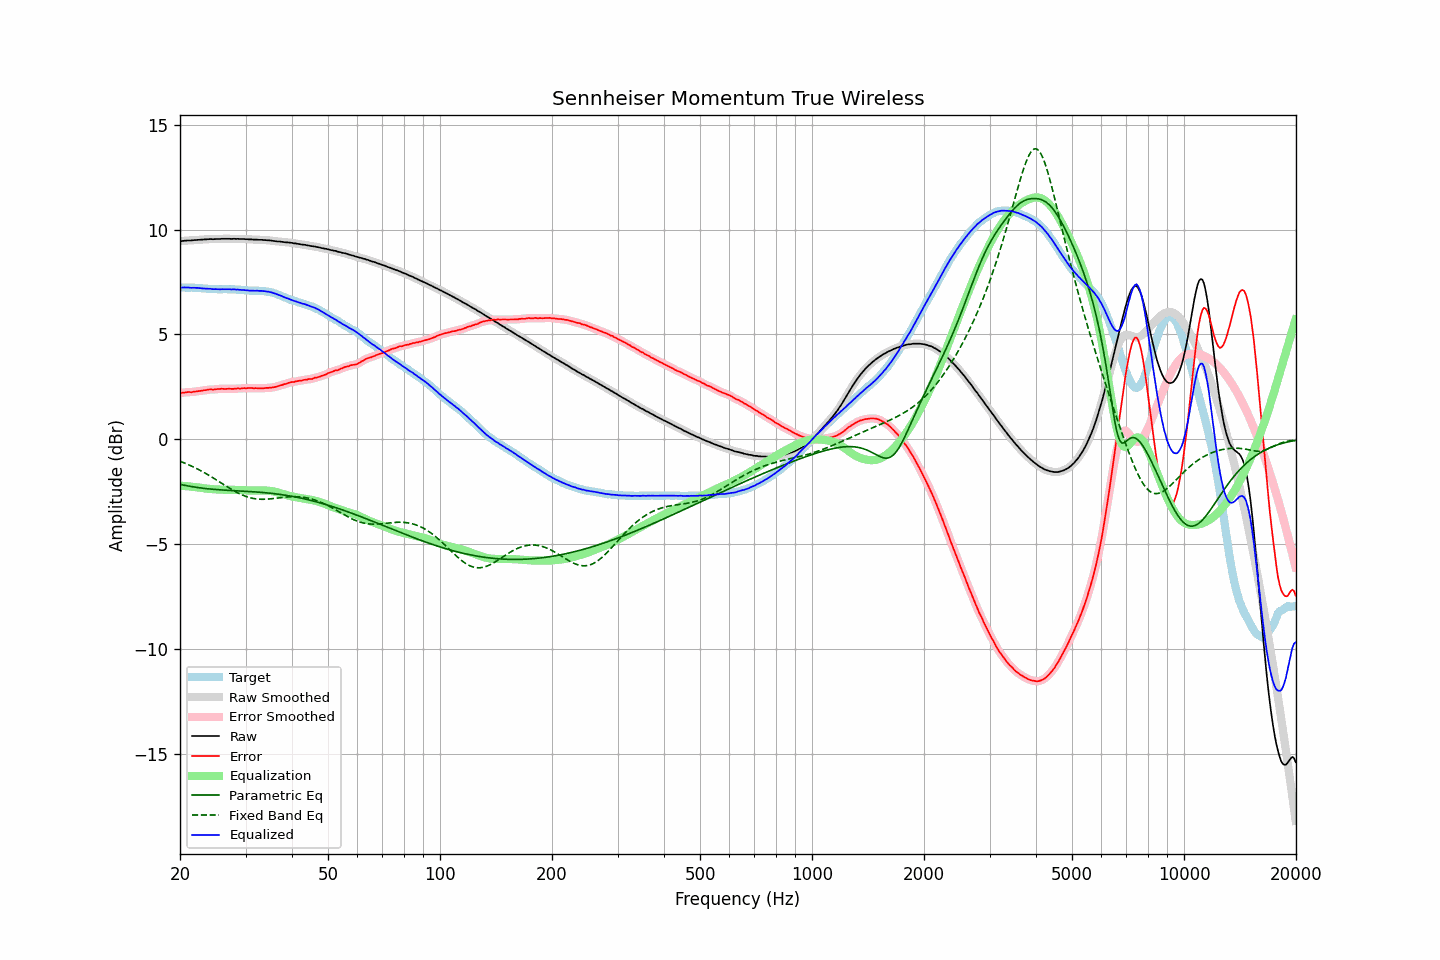 Sennheiser Momentum True Wireless
Amplitude (dBr)
15
10
5
0
−5
−10
−15
Target
Raw Smoothed
Error Smoothed
Raw
Error
Equalization
Parametric Eq
Fixed Band Eq
Equalized
20 50 100 200 500 1000 2000 5000 10000 20000
Frequency (Hz)